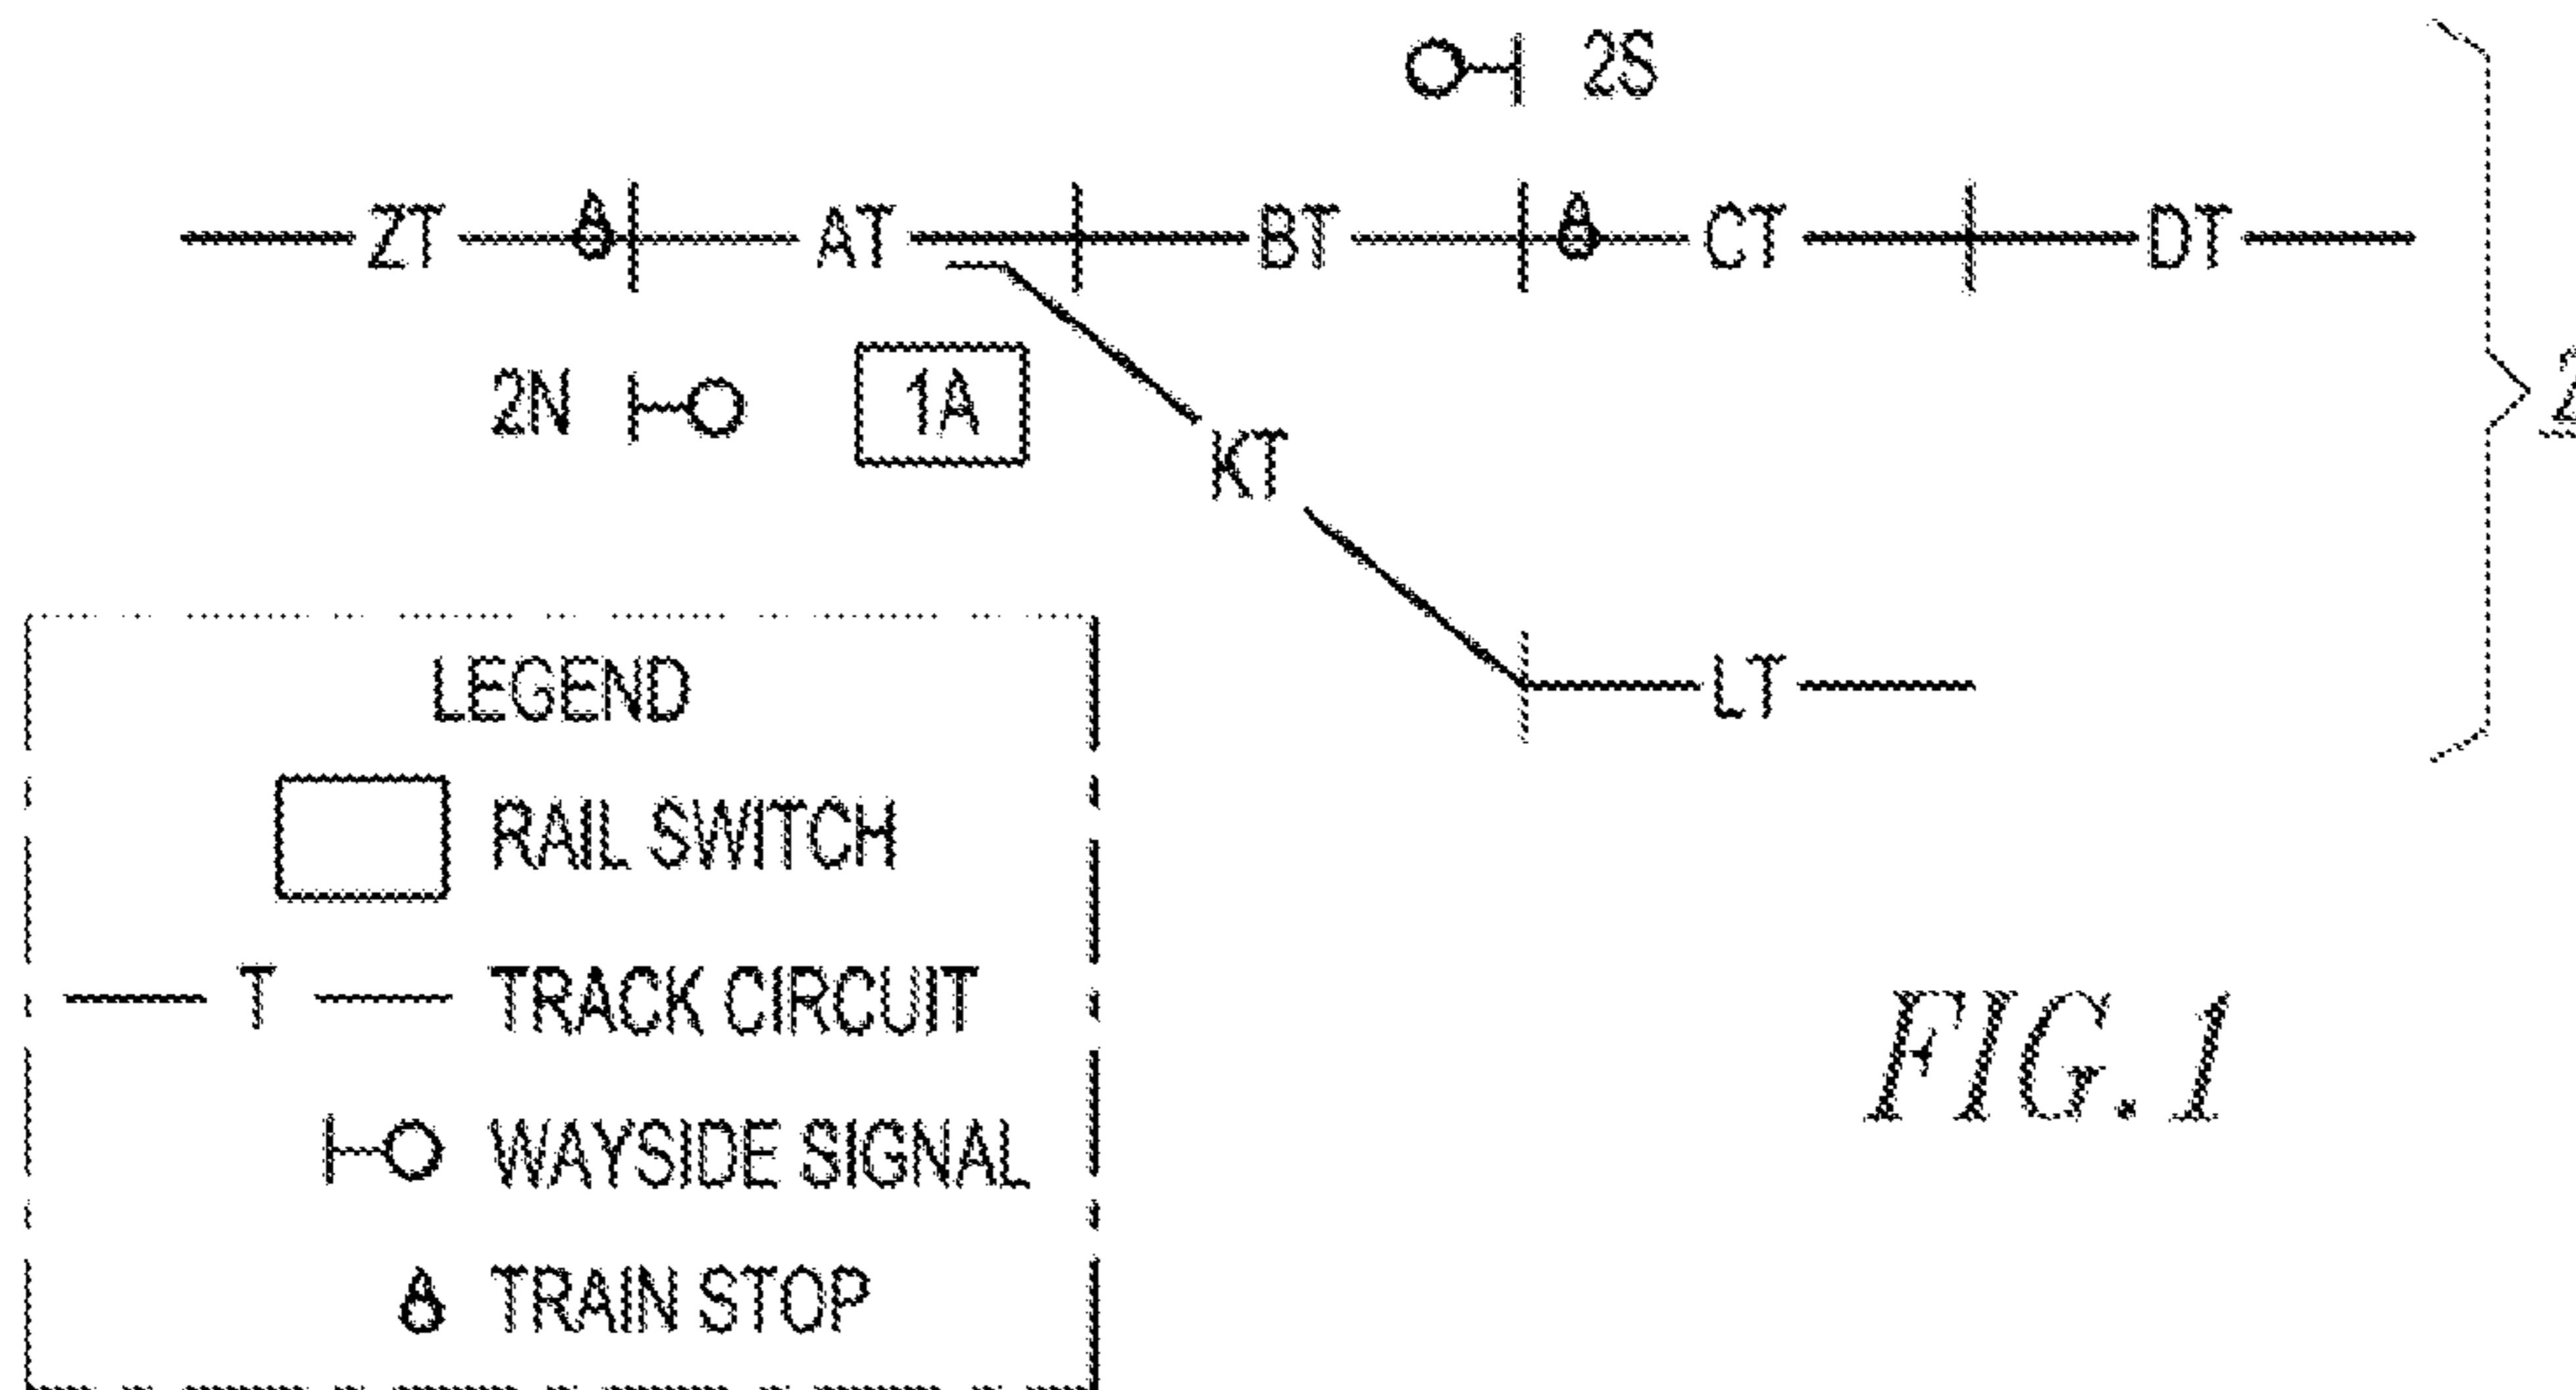 2S
ZT AT BT CT DT
2N 1A
2
KT
LT
LEGEND
RAIL SWITCH
T TRACK CIRCUIT
WAYSIDE SIGNAL
TRAIN STOP
FIG. 1